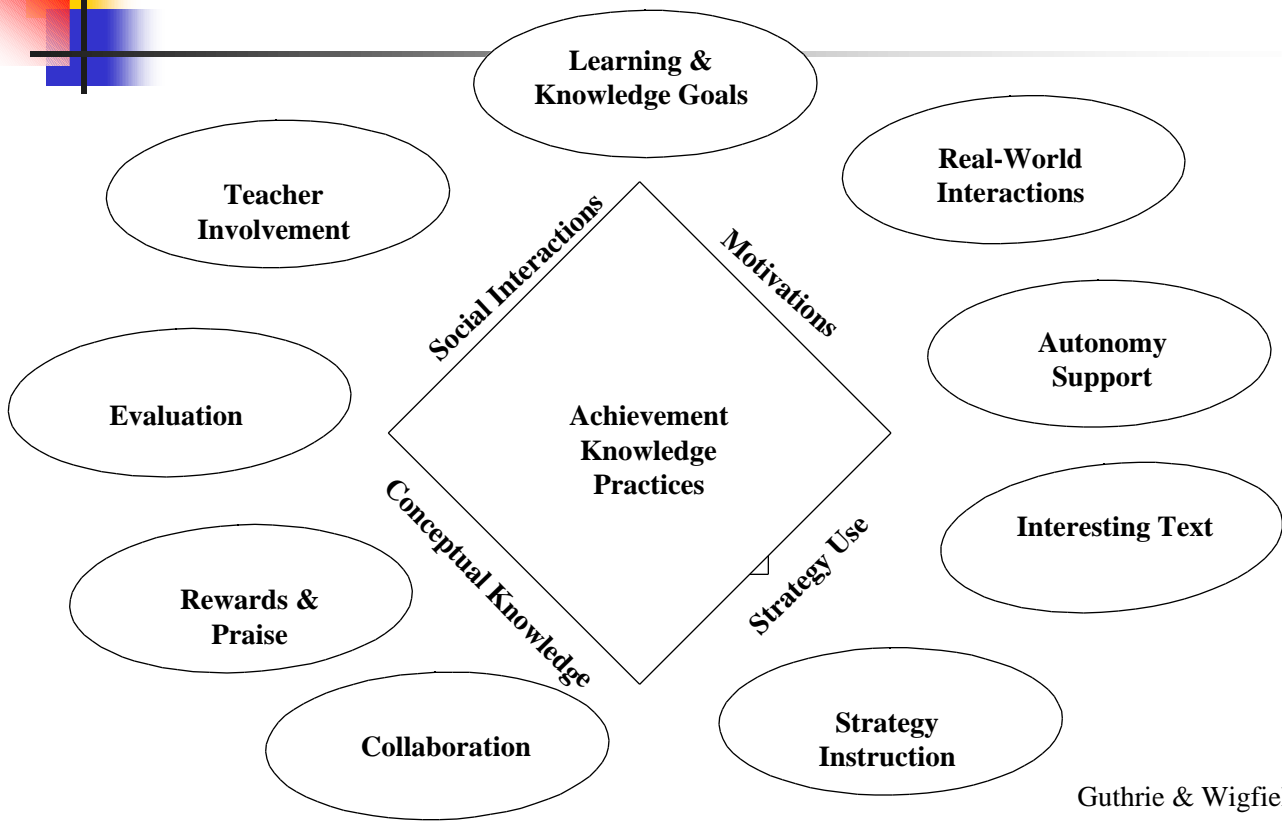 Learning &
Knowledge Goals
Real-World
Interactions
Teacher
Involvement
Social Interactions
Motivations
Autonomy
Support
Evaluation
Achievement
Knowledge
Practices
Interesting Text
Conceptual Knowledge
Strategy Use
Rewards &
Praise
Collaboration
Strategy
Instruction
Guthrie &